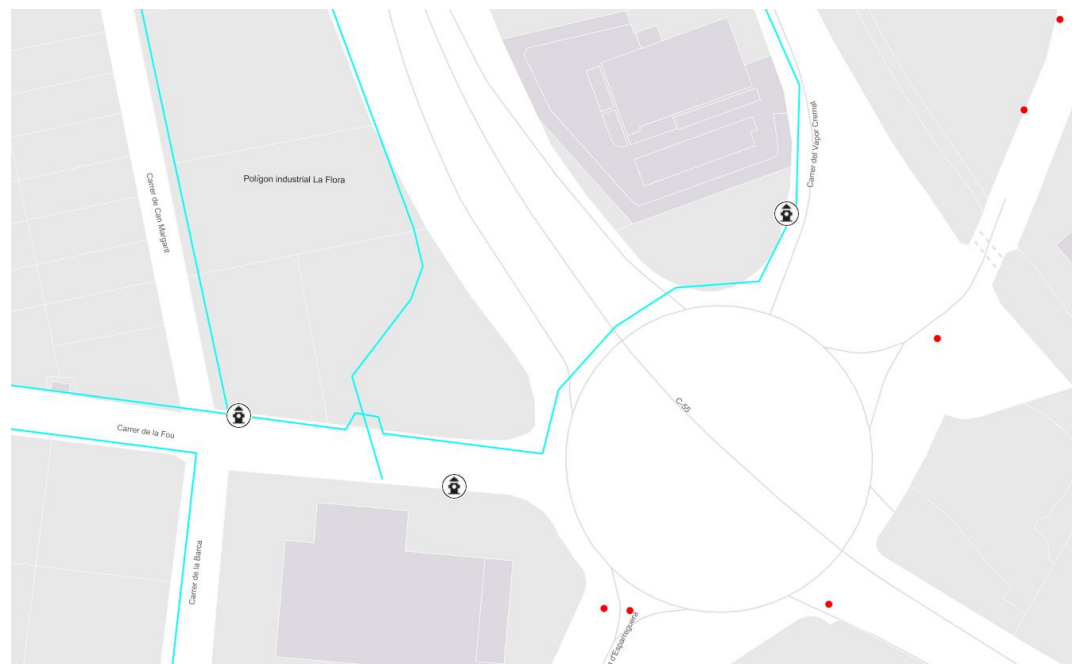 Carrer del Vapor Cremat
Polígon industrial La Flora
Carrer de Can Margarit
C-55
Carrer de la Fou
Carrer de la Barca
a d'Esparreguera